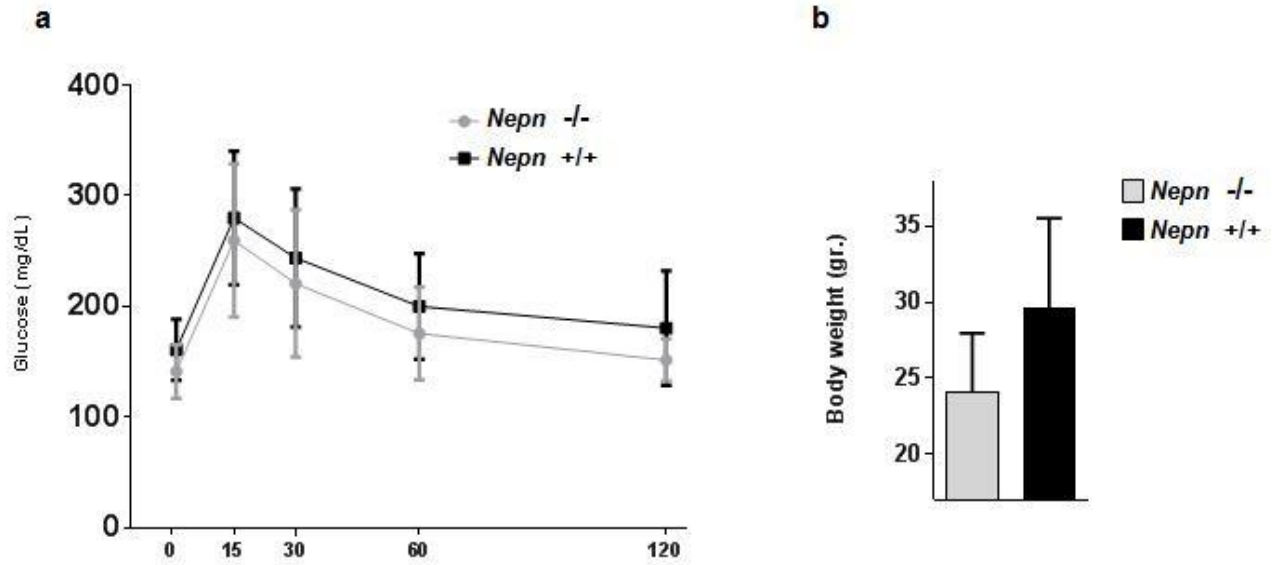 a
Glucose ( mg/dL )
400
300
200
100
0
0 15 30 60 120
Nepn -/-
Nepn +/+
b
Body weight (gr.)
35
30
25
20
Nepn -/-
Nepn +/+